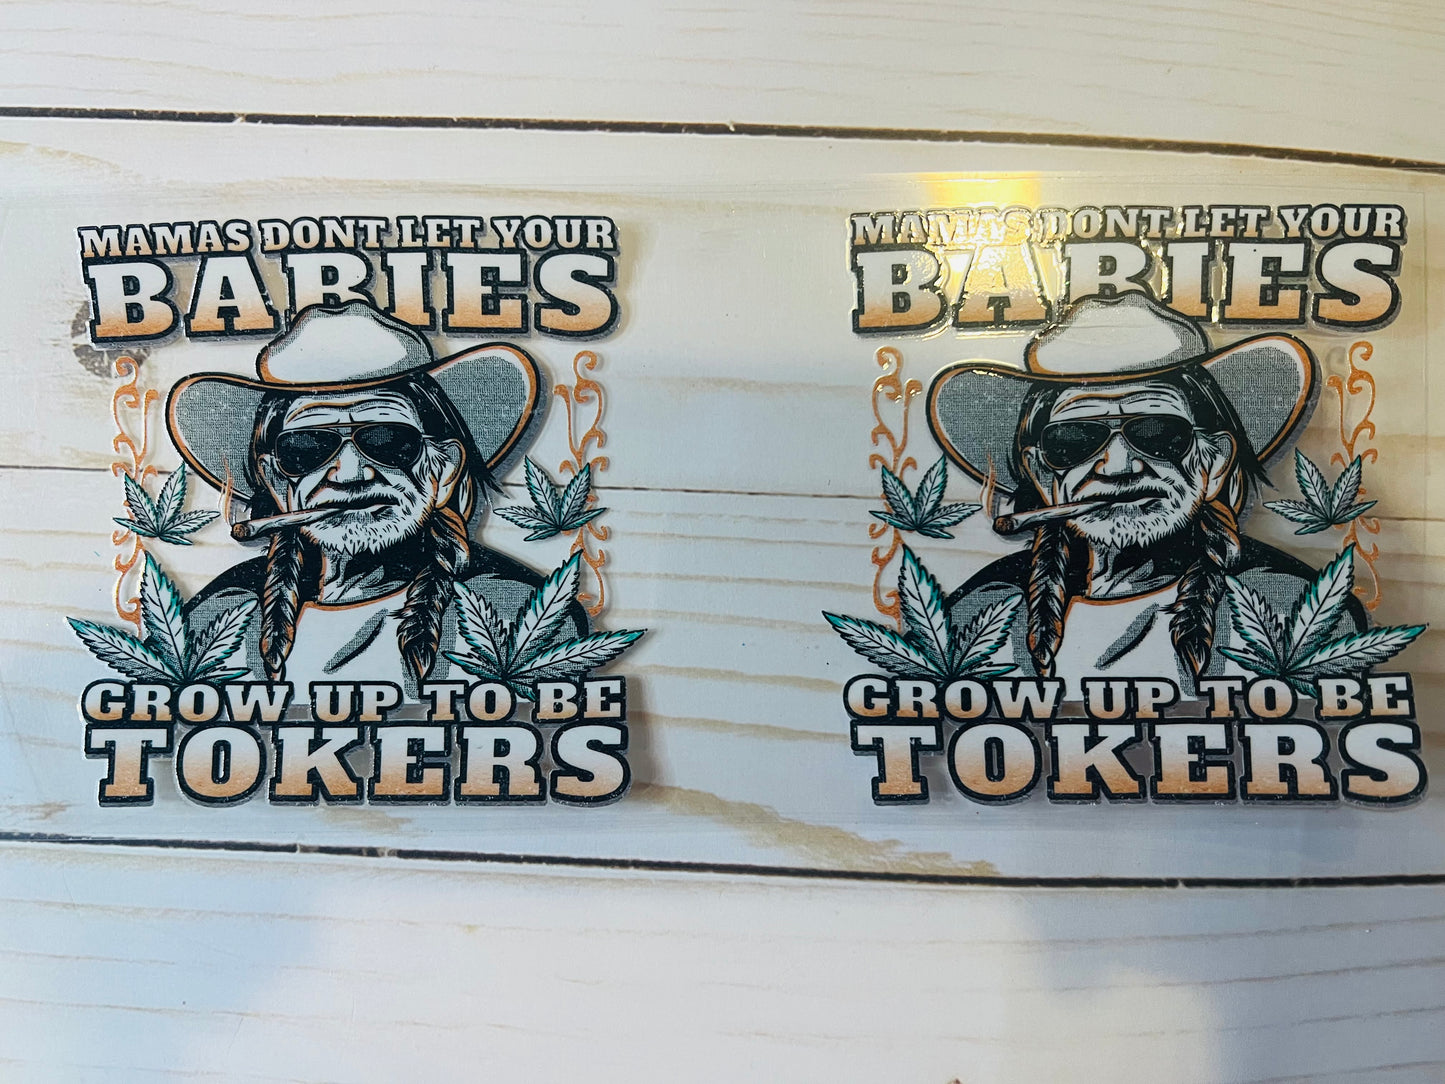 MAMAS DONT LET YOUR
BABIES
GROW UP TO BE
TOKERS
MAMAS DONT LET YOUR
BABIES
GROW UP TO BE
TOKERS